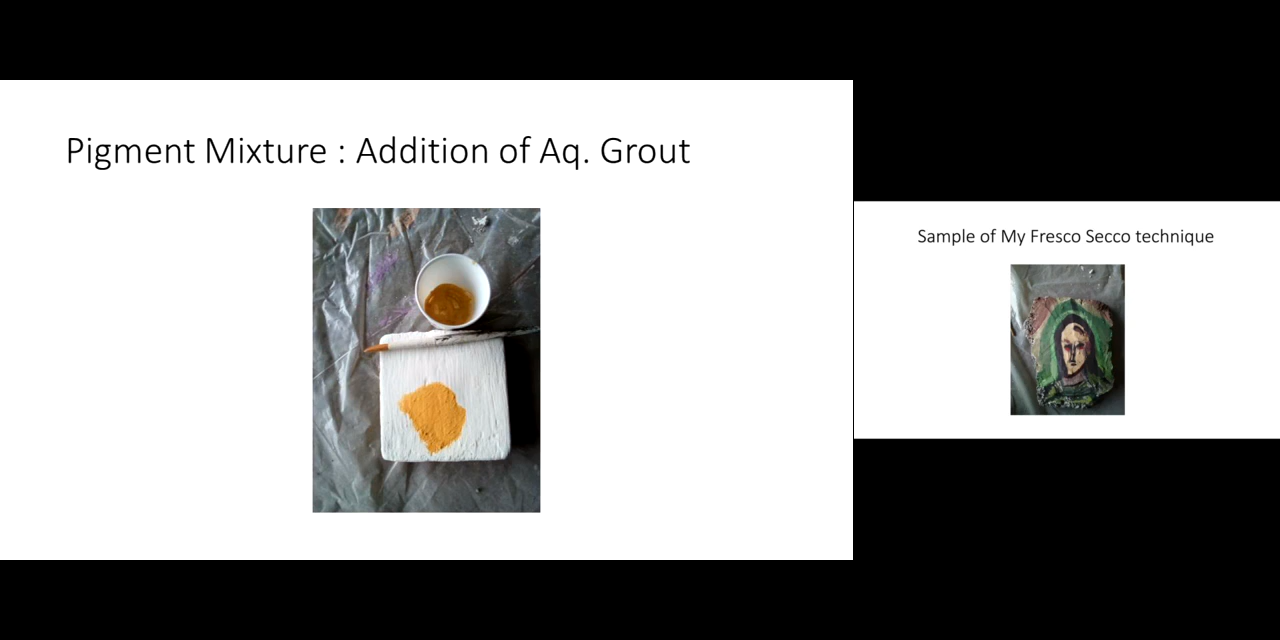 Pigment Mixture : Addition of Aq. Grout
Sample of My Fresco Secco technique